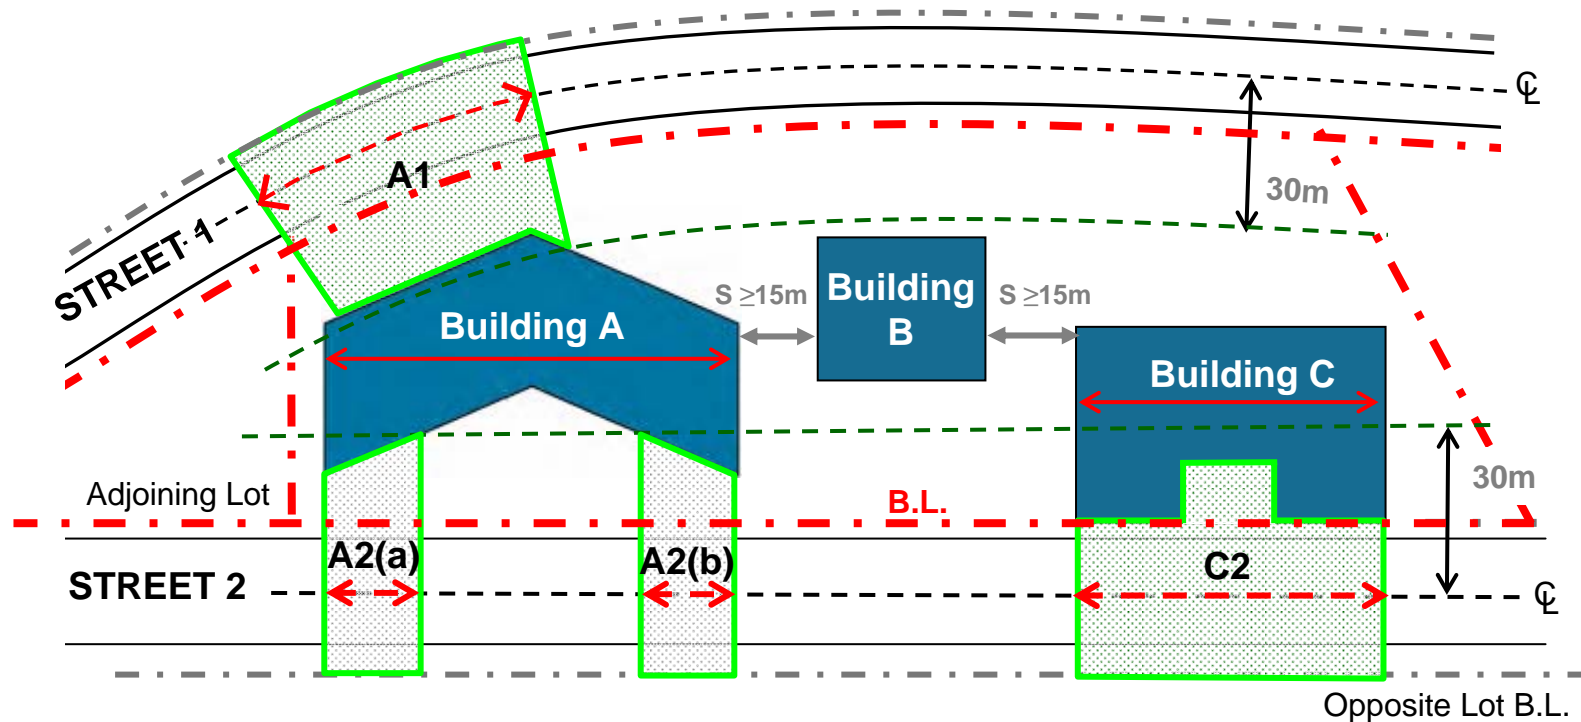 ℄
A1
30m
STREET 1
S ≥15m
Building
B
S ≥15m
Building A
Building C
30m
Adjoining Lot
B.L.
A2(a)
A2(b)
C2
STREET 2
℄
Opposite Lot B.L.